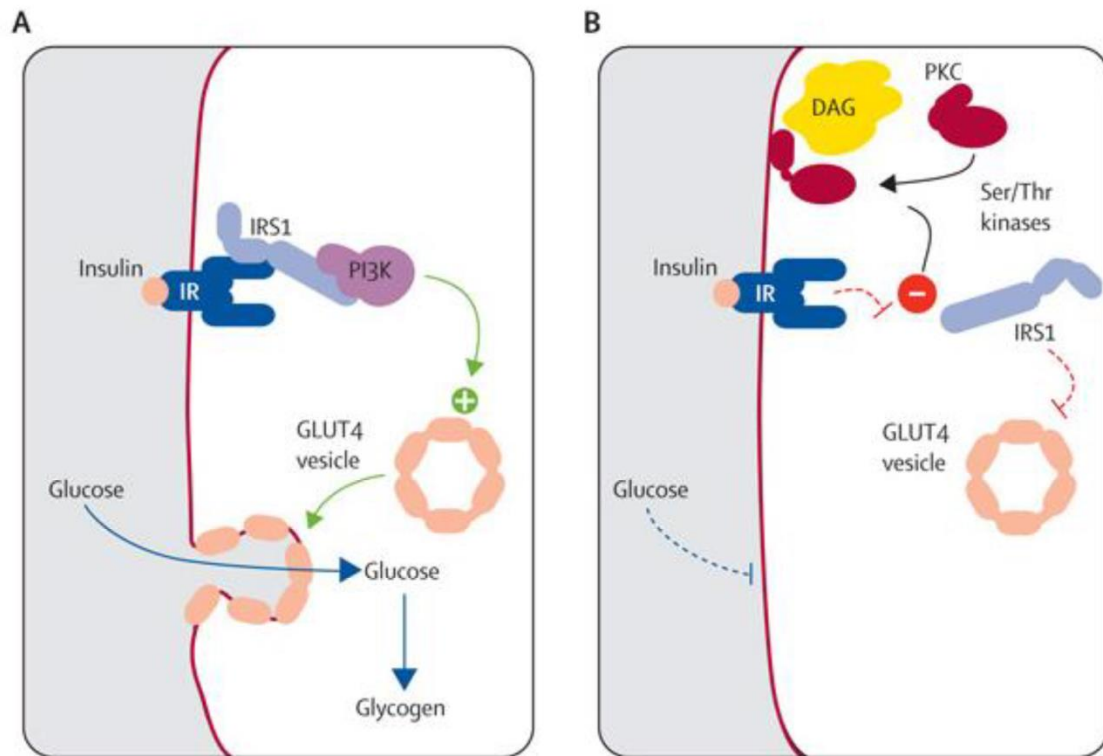 A
IRS1
PI3K
Insulin
IR
GLUT4
vesicle
Glucose
Glucose
Glycogen
B
PKC
DAG
Ser/Thr
kinases
Insulin
IR
IRS1
GLUT4
vesicle
Glucose